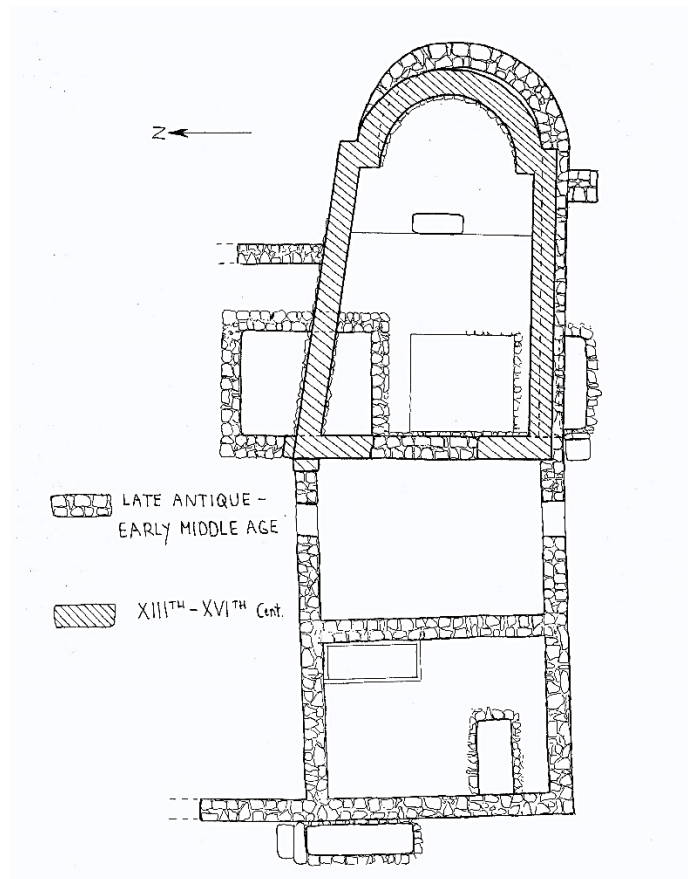 N
LATE ANTIQUE -
EARLY MIDDLE AGE
XIIITH - XVITH Cent.